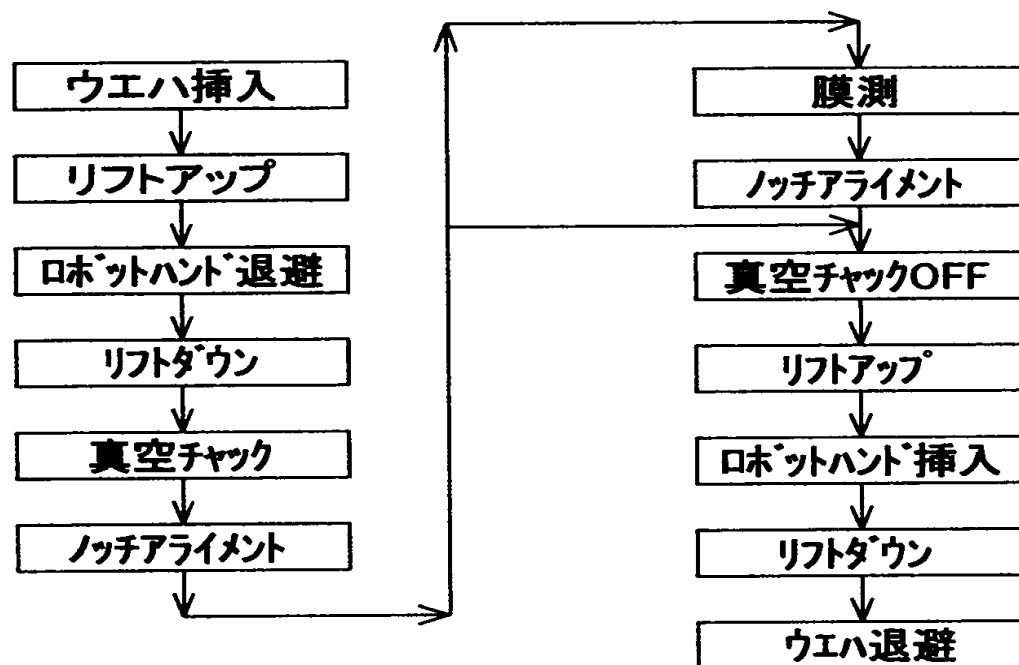 ウエハ挿入
リフトアップ
ロボットハンド退避
リフトダウン
真空チャック
ノッチアライメント
膜測
ノッチアライメント
真空チャックOFF
リフトアップ
ロボットハンド挿入
リフトダウン
ウエハ退避